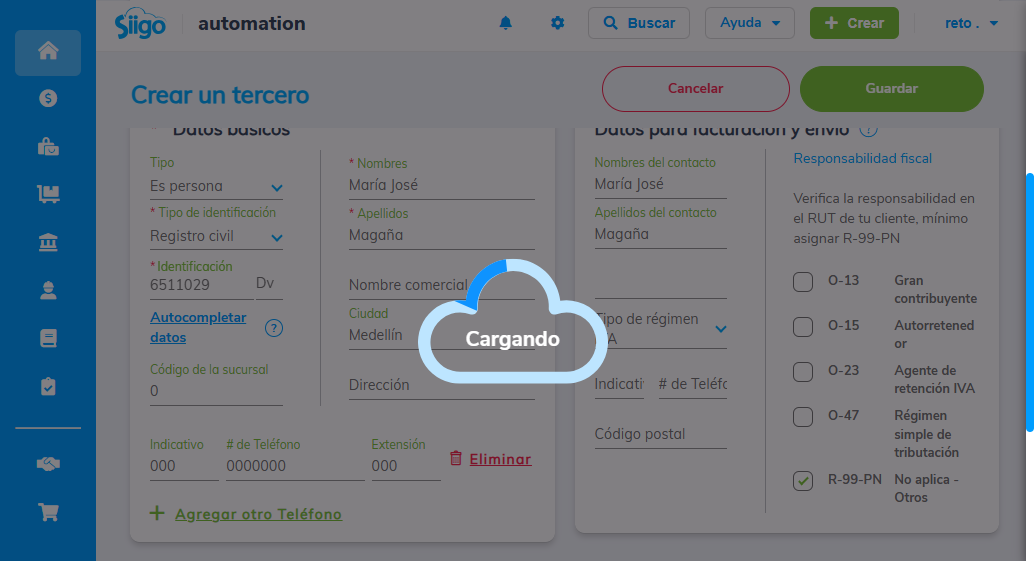 Siigo
automation
Buscar
Ayuda
Crear
reto .
Crear un tercero
Cancelar
Guardar
Datos básicos
Tipo
Es persona
* Tipo de identificación
Registro civil
* Identificación
6511029
Dv
Autocompletar
datos
?
Código de la sucursal
0
* Nombres
María José
* Apellidos
Magaña
Nombre comercial
Ciudad
Medellín
Dirección
Indicativo
000
# de Teléfono
0000000
Extensión
000
Eliminar
Agregar otro Teléfono
Cargando
Datos para facturación y envío
Nombres del contacto
María José
Apellidos del contacto
Magaña
Tipo de régimen
IVA
Indicati
# de Teléfo
Código postal
Responsabilidad fiscal
Verifica la responsabilidad en
el RUT de tu cliente, mínimo
asignar R-99-PN
O-13 Gran
contribuyente
O-15 Autorretened
or
O-23 Agente de
retención IVA
O-47 Régimen
simple de
tributación
R-99-PN No aplica -
Otros